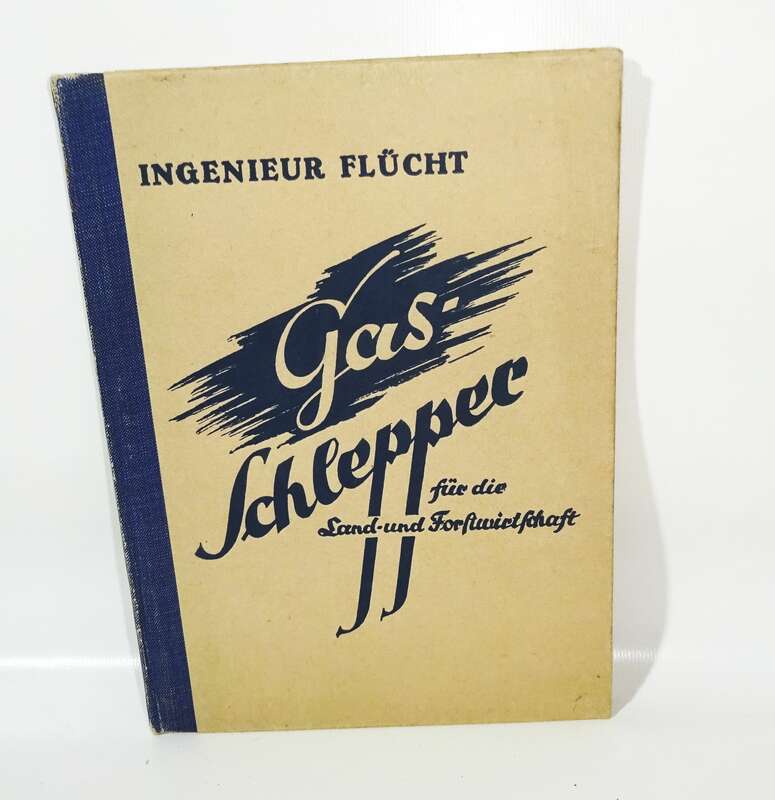 INGENIEUR FLÜCHT
Gas-
Schlepper
für die
Land- und Forſtwirtſchaft